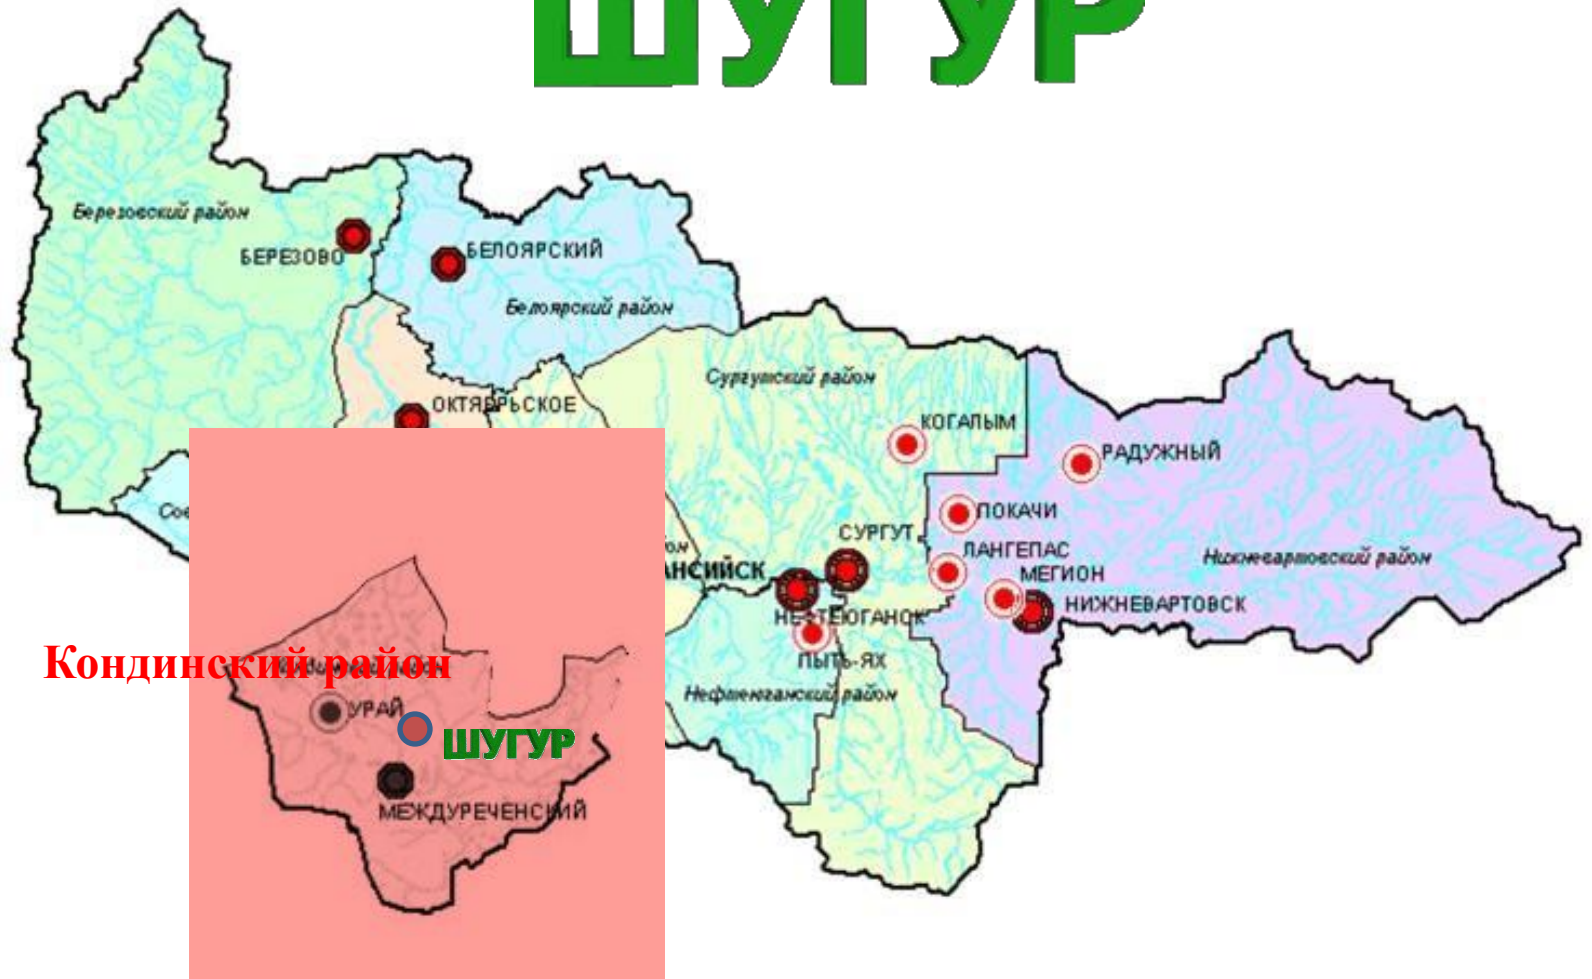 ШУГУР
Березовский район
БЕРЕЗОВО
БЕЛОЯРСКИЙ
Белоярский район
Сургутский район
ОКТЯБРЬСКОЕ
КОГАЛЫМ
РАДУЖНЫЙ
ПОКАЧИ
СУРГУТ
ЛАНГЕПАС
Нижневартовский район
МЕГИОН
НИЖНЕВАРТОВСК
НЕФТЕЮГАНСК
ПЫТЬ-ЯХ
Нефтеюганский район
Кондинский район
УРАЙ
ШУГУР
МЕЖДУРЕЧЕНСКИЙ